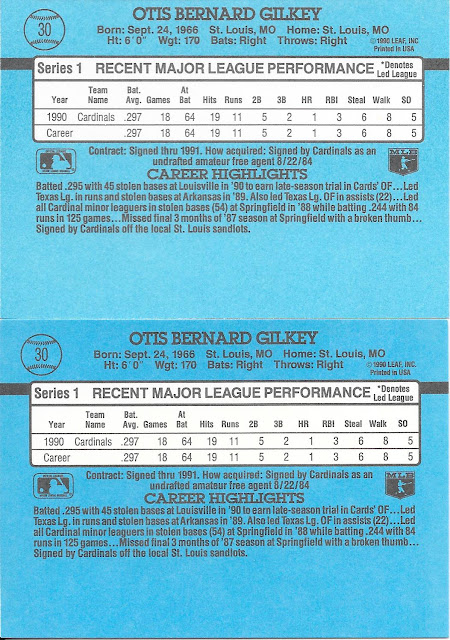 30
OTIS BERNARD GILKEY
Born: Sept. 24, 1966 St. Louis, MO Home: St. Louis, MO
Ht: 6' 0" Wgt: 170 Bats: Right Throws: Right
© 1990 LEAF, INC.
Printed in USA
Series 1 RECENT MAJOR LEAGUE PERFORMANCE *Denotes Led League
Year Team Name Bat. Avg. Games At Bat Hits Runs 2B 3B HR RBI Steal Walk SO
1990 Cardinals .297 18 64 19 11 5 2 1 3 6 8 5
Career .297 18 64 19 11 5 2 1 3 6 8 5
Contract: Signed thru 1991. How acquired: Signed by Cardinals as an
undrafted amateur free agent 8/22/84
MLB
CAREER HIGHLIGHTS
Batted .295 with 45 stolen bases at Louisville in '90 to earn late-season trial in Cards' OF...Led
Texas Lg. in runs and stolen bases at Arkansas in '89. Also led Texas Lg. OF in assists (22)...Led
all Cardinal minor leaguers in stolen bases (54) at Springfield in '88 while batting .244 with 84
runs in 125 games...Missed final 3 months of '87 season at Springfield with a broken thumb...
Signed by Cardinals off the local St. Louis sandlots.
30
OTIS BERNARD GILKEY
Born: Sept. 24, 1966 St. Louis, MO Home: St. Louis, MO
Ht: 6' 0" Wgt: 170 Bats: Right Throws: Right
© 1990 LEAF, INC.
Printed in USA
Series 1 RECENT MAJOR LEAGUE PERFORMANCE *Denotes Led League
Year Team Name Bat. Avg. Games At Bat Hits Runs 2B 3B HR RBI Steal Walk SO
1990 Cardinals .297 18 64 19 11 5 2 1 3 6 8 5
Career .297 18 64 19 11 5 2 1 3 6 8 5
Contract: Signed thru 1991. How acquired: Signed by Cardinals as an
undrafted amateur free agent 8/22/84
MLB
CAREER HIGHLIGHTS
Batted .295 with 45 stolen bases at Louisville in '90 to earn late-season trial in Cards' OF...Led
Texas Lg. in runs and stolen bases at Arkansas in '89. Also led Texas Lg. OF in assists (22)...Led
all Cardinal minor leaguers in stolen bases (54) at Springfield in '88 while batting .244 with 84
runs in 125 games...Missed final 3 months of '87 season at Springfield with a broken thumb...
Signed by Cardinals off the local St. Louis sandlots.